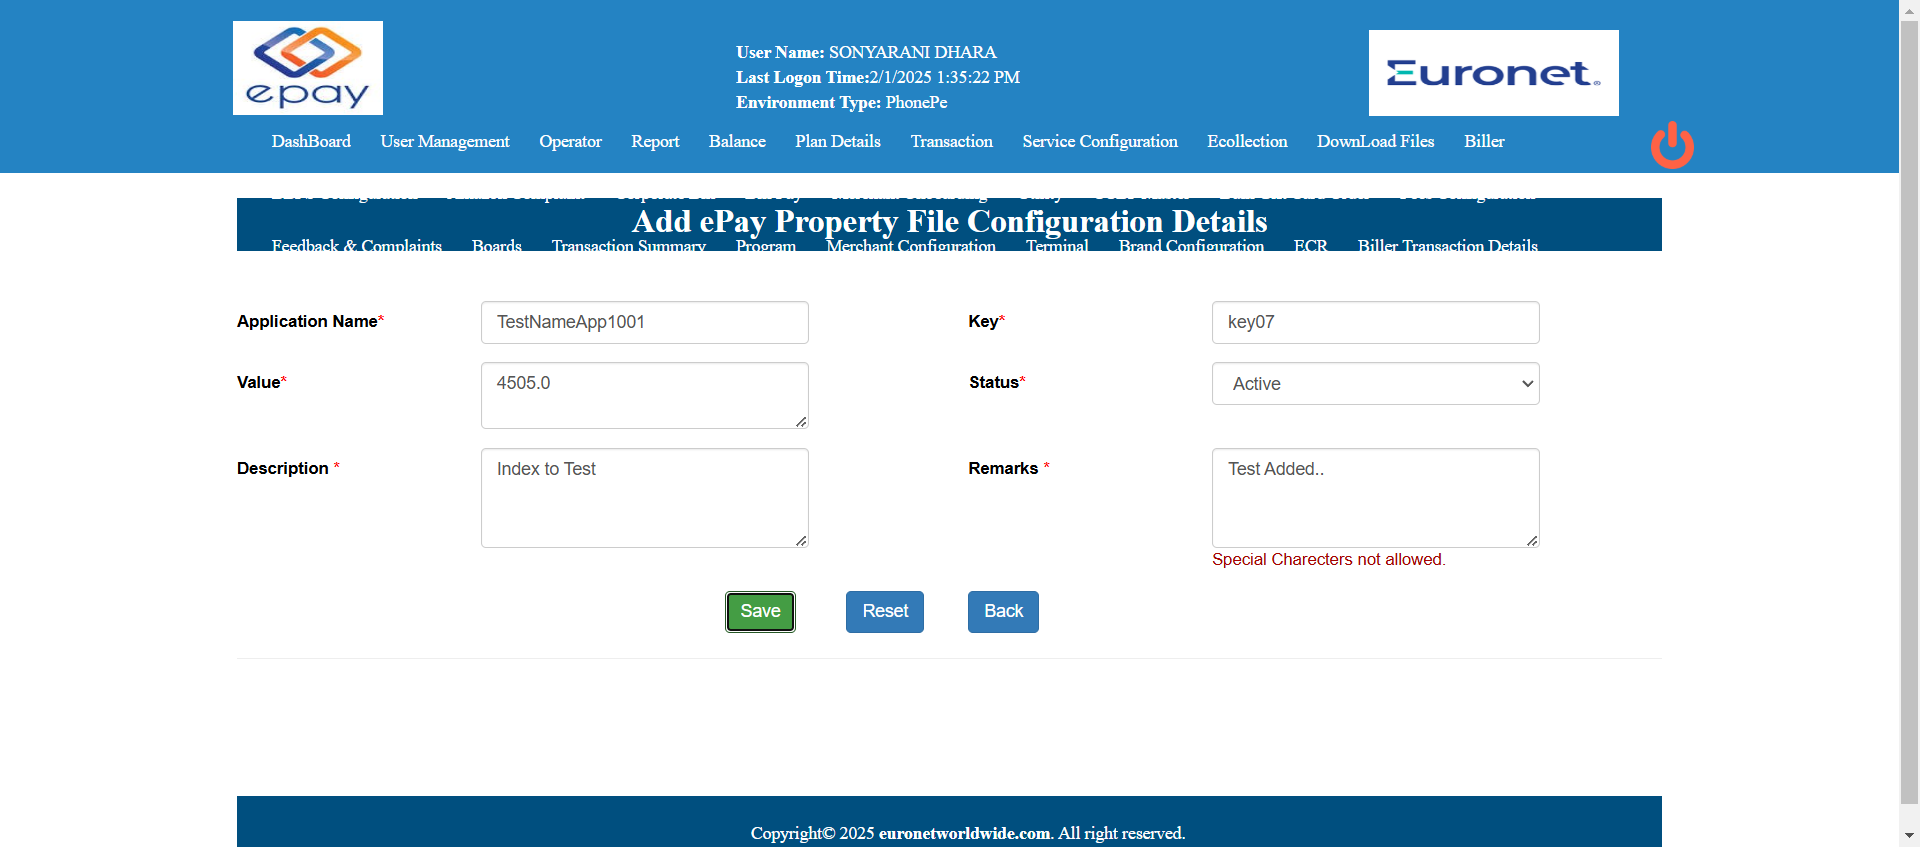 epay
User Name: SONYARANI DHARA
Last Logon Time:2/1/2025 1:35:22 PM
Environment Type: PhonePe
Euronet
DashBoard User Management Operator Report Balance Plan Details Transaction Service Configuration Ecollection DownLoad Files Biller
Add ePay Property File Configuration Details
Feedback & Complaints Boards Transaction Summary Program Merchant Configuration Terminal Brand Configuration ECR Biller Transaction Details
Application Name* TestNameApp1001 Key* key07
Value* 4505.0 Status* Active
Description * Index to Test Remarks * Test Added..
Special Charecters not allowed.
Save Reset Back
Copyright© 2025 euronetworldwide.com. All right reserved.